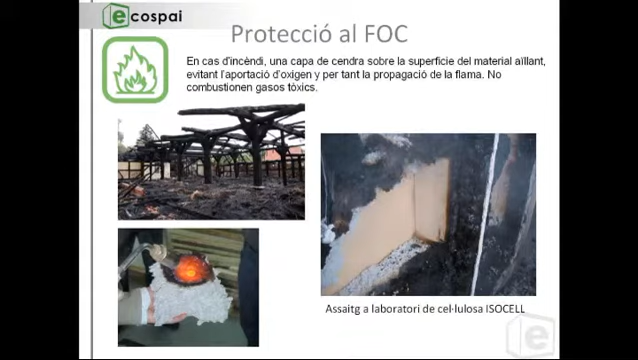 ecospai
Protecció al FOC
En cas d'incèndi, una capa de cendra sobre la superficie del material aïllant,
evitant l'aportació d'oxigen y per tant la propagació de la flama. No
combustionen gasos tòxics.
Assaitg a laboratori de cel·lulosa ISOCELL